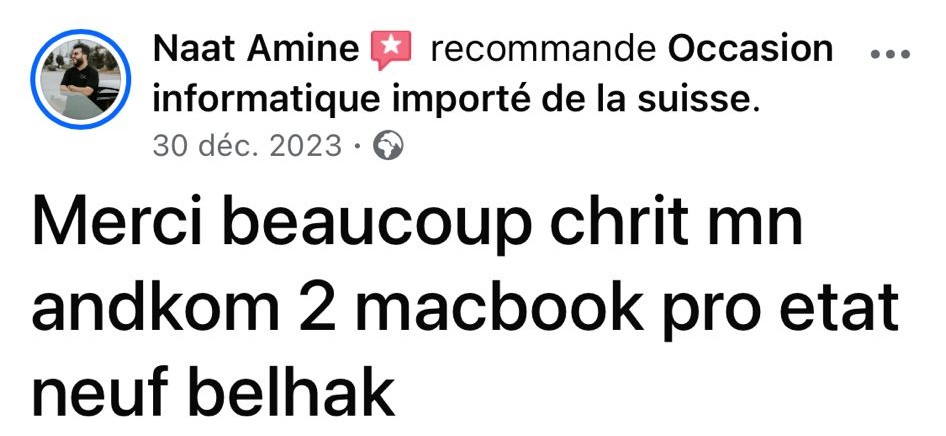 Naat Amine recommande Occasion
informatique importé de la suisse.
30 déc. 2023 ·
Merci beaucoup chrit mn
andkom 2 macbook pro etat
neuf belhak